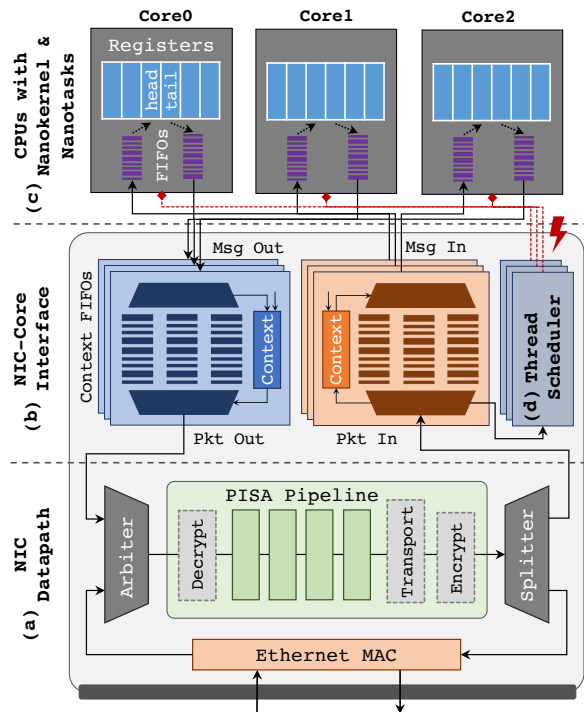 Core0
Core1
Core2
(c) CPUs with
Nanokernel &
Nanotasks
Registers
head
tail
FIFOs
Msg Out
Msg In
(b) NIC-Core
Interface
Context FIFOs
Context
Context
(d) Thread
Scheduler
Pkt Out
Pkt In
(a) NIC
Datapath
PISA Pipeline
Arbiter
Decrypt
Transport
Encrypt
Splitter
Ethernet MAC